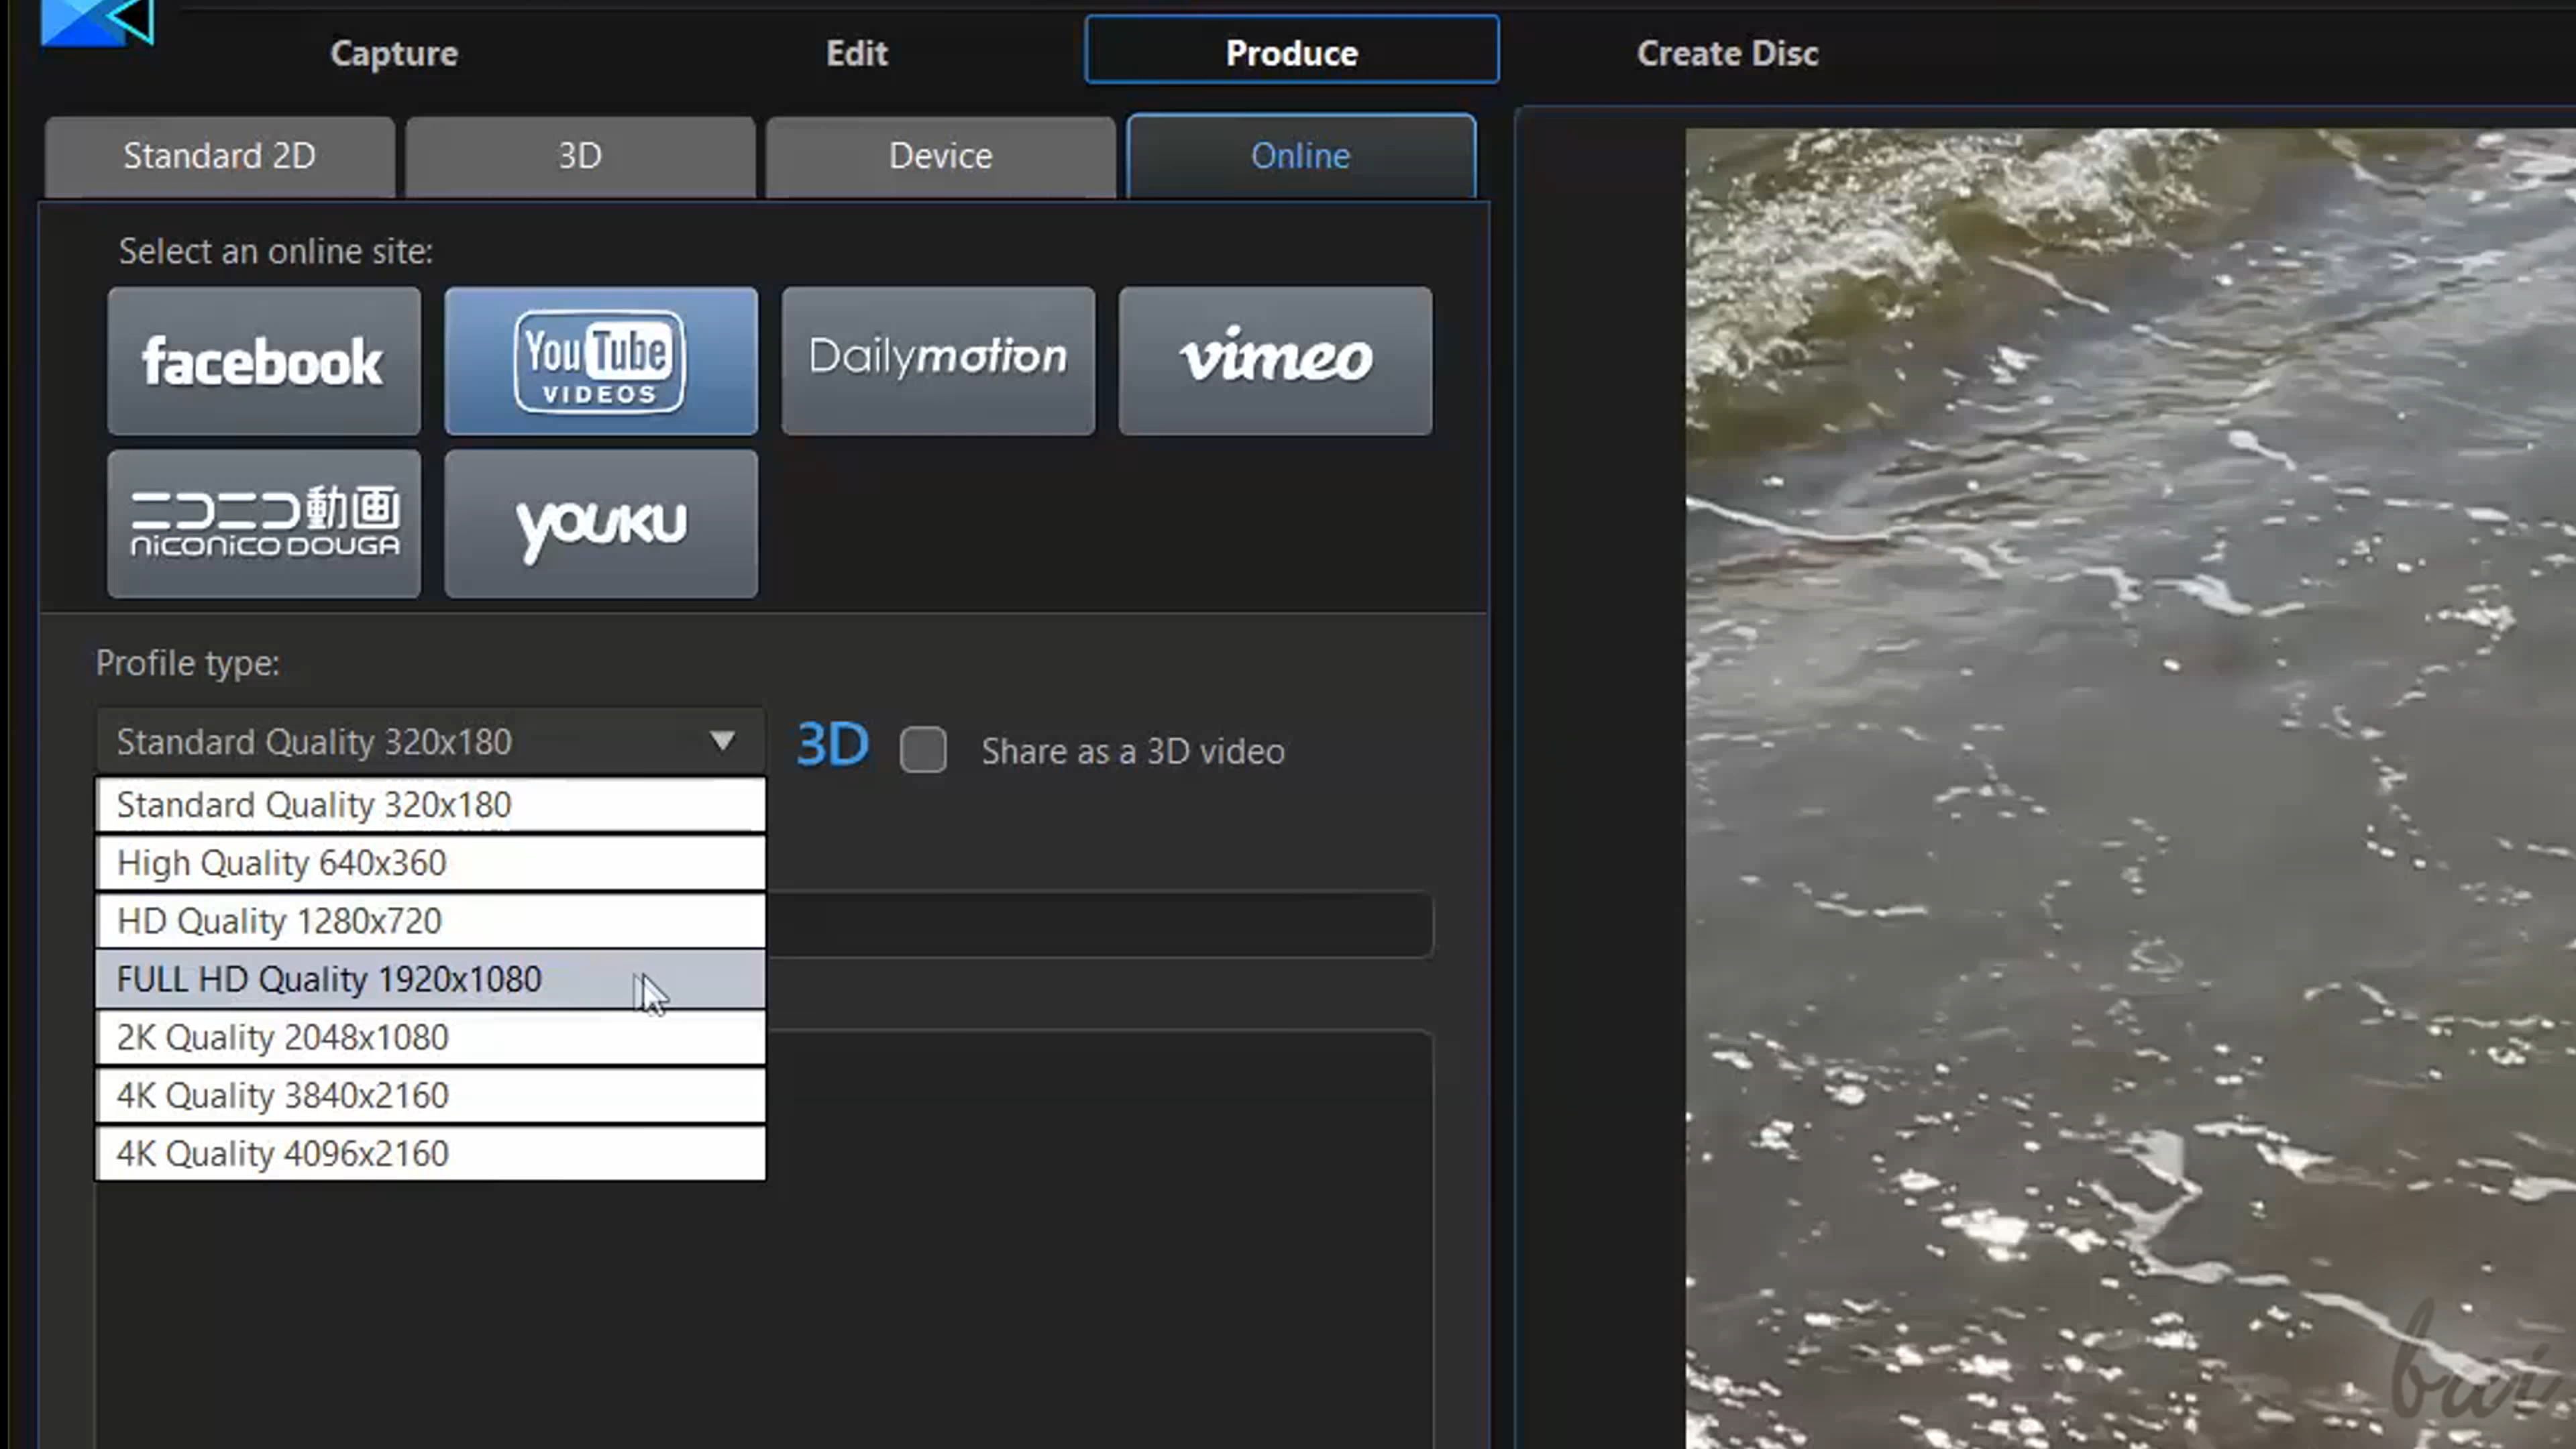 Capture
Edit
Produce
Create Disc
Standard 2D
3D
Device
Online
Select an online site:
facebook
YouTube
VIDEOS
Dailymotion
vimeo
ニコニコ動画
niconico DOUGA
youku
Profile type:
Standard Quality 320x180
3D
Share as a 3D video
Standard Quality 320x180
High Quality 640x360
HD Quality 1280x720
FULL HD Quality 1920x1080
2K Quality 2048x1080
4K Quality 3840x2160
4K Quality 4096x2160